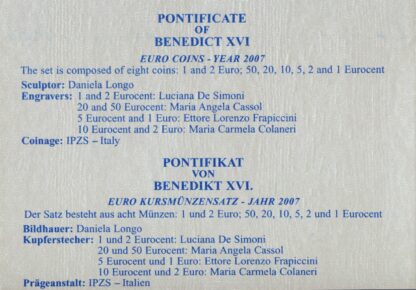 PONTIFICATE
OF
BENEDICT XVI
EURO COINS - YEAR 2007
The set is composed of eight coins: 1 and 2 Euro; 50, 20, 10, 5, 2 and 1 Eurocent
Sculptor: Daniela Longo
Engravers: 1 and 2 Eurocent: Luciana De Simoni
20 and 50 Eurocent: Maria Angela Cassol
5 Eurocent and 1 Euro: Ettore Lorenzo Frapiccini
10 Eurocent and 2 Euro: Maria Carmela Colaneri
Coinage: IPZS – Italy
PONTIFIKAT
VON
BENEDIKT XVI.
EURO KURSMÜNZENSATZ - JAHR 2007
Der Satz besteht aus acht Münzen: 1 und 2 Euro; 50, 20, 10, 5, 2 und 1 Eurocent
Bildhauer: Daniela Longo
Kupferstecher: 1 und 2 Eurocent: Luciana De Simoni
20 und 50 Eurocent: Maria Angela Cassol
5 Eurocent und 1 Euro: Ettore Lorenzo Frapiccini
10 Eurocent und 2 Euro: Maria Carmela Colaneri
Prägeanstalt: IPZS – Italien